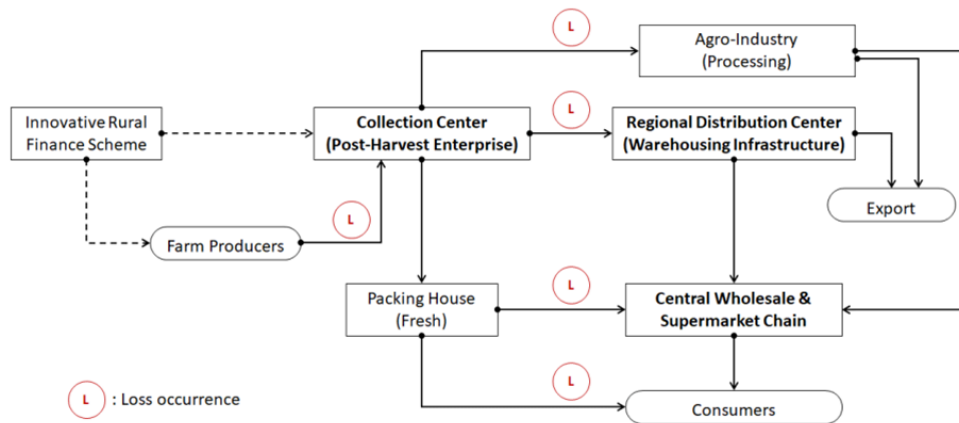 L
Agro-Industry
(Processing)
Innovative Rural
Finance Scheme
Collection Center
(Post-Harvest Enterprise)
L
Regional Distribution Center
(Warehousing Infrastructure)
L
Export
Farm Producers
Packing House
(Fresh)
L
Central Wholesale &
Supermarket Chain
L
L : Loss occurrence
Consumers